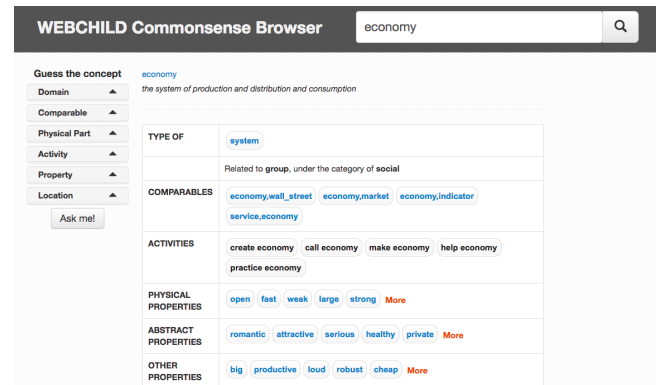 WEBCHILD Commonsense Browser
economy
Guess the concept
Domain
Comparable
Physical Part
Activity
Property
Location
Ask me!
economy
the system of production and distribution and consumption
TYPE OF
system
Related to group, under the category of social
COMPARABLES
economy,wall_street economy,market economy,indicator
service,economy
ACTIVITIES
create economy call economy make economy help economy
practice economy
PHYSICAL
PROPERTIES
open fast weak large strong More
ABSTRACT
PROPERTIES
romantic attractive serious healthy private More
OTHER
PROPERTIES
big productive loud robust cheap More